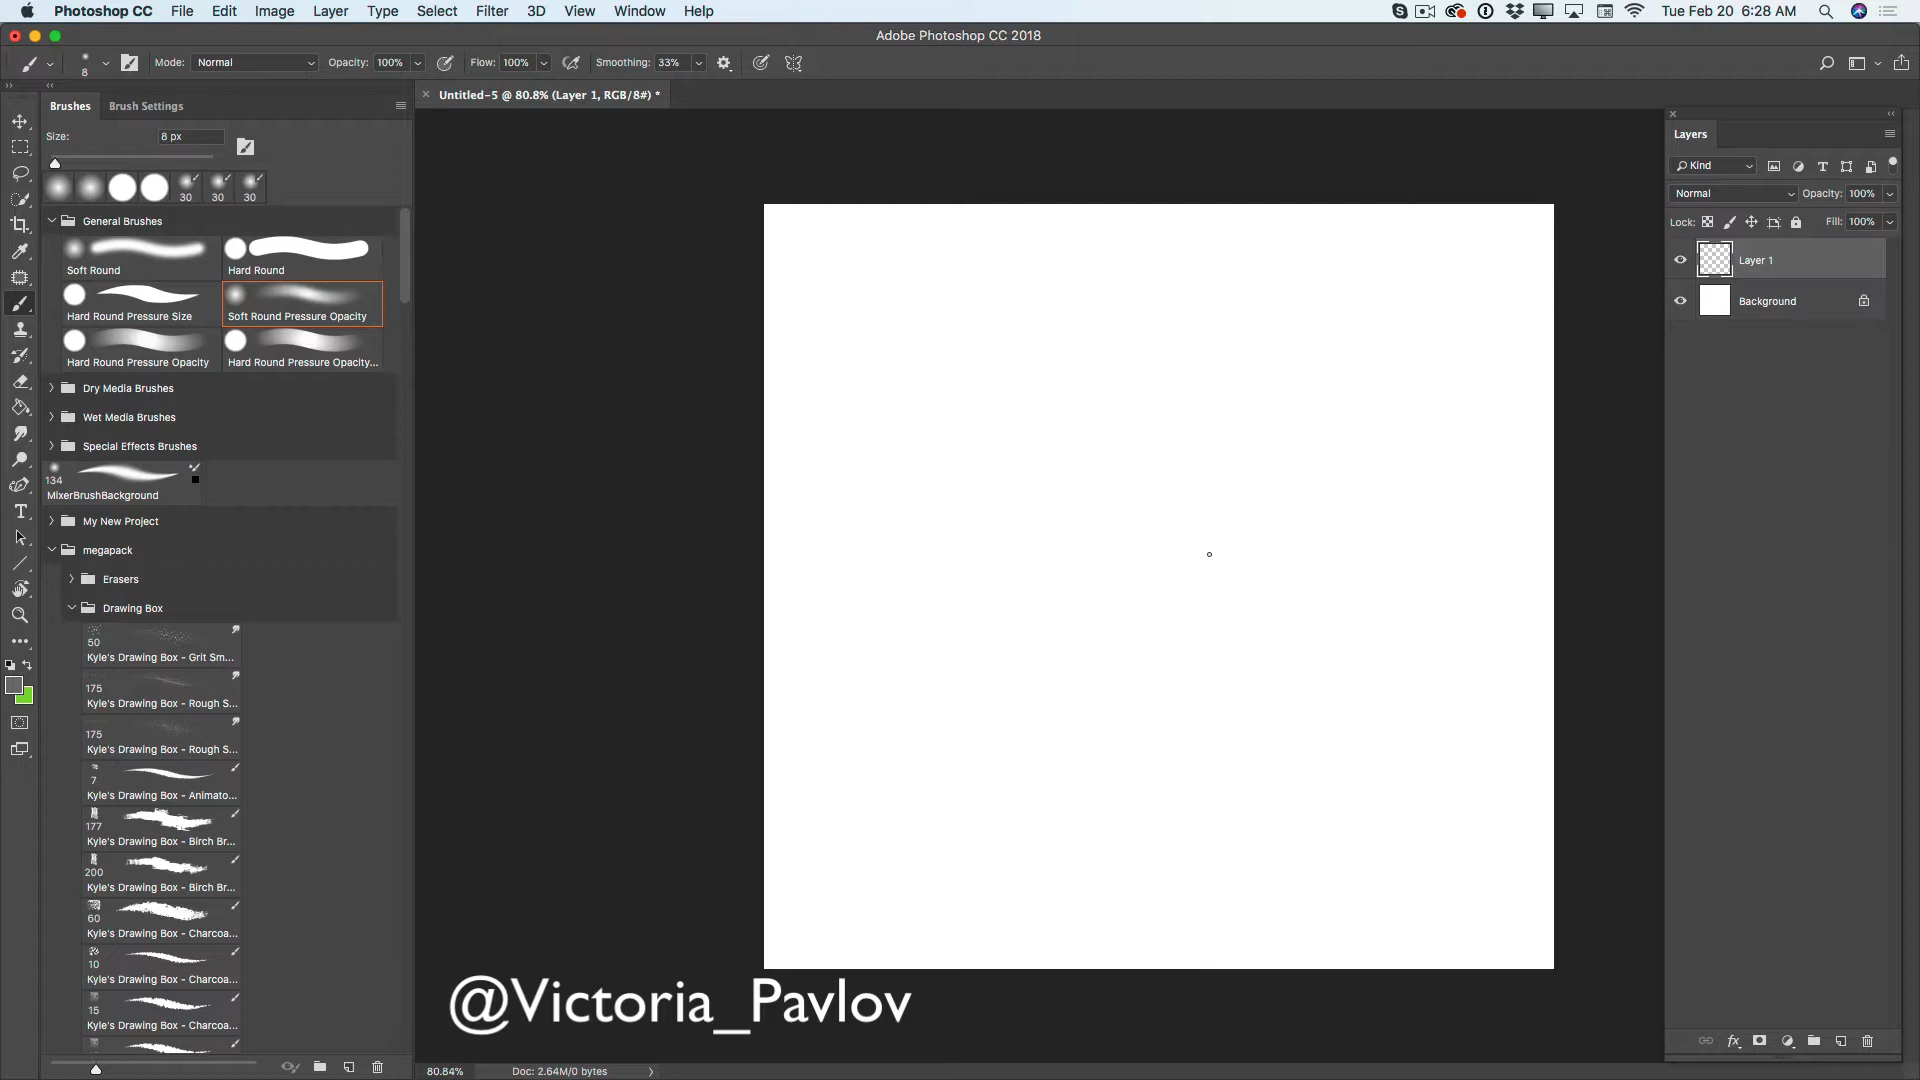 Photoshop CC File Edit Image Layer Type Select Filter 3D View Window Help Tue Feb 20 6:28 AM
Adobe Photoshop CC 2018
8 Mode: Normal Opacity: 100% Flow: 100% Smoothing: 33%
Brushes Brush Settings
Untitled-5 @ 80.8% (Layer 1, RGB/8#) *
Size: 8 px
30 30 30
General Brushes
Soft Round Hard Round
Hard Round Pressure Size Soft Round Pressure Opacity
Hard Round Pressure Opacity Hard Round Pressure Opacity...
Dry Media Brushes
Wet Media Brushes
Special Effects Brushes
134
MixerBrushBackground
My New Project
megapack
Erasers
Drawing Box
50
Kyle's Drawing Box - Grit Sm...
175
Kyle's Drawing Box - Rough S...
175
Kyle's Drawing Box - Rough S...
7
Kyle's Drawing Box - Animato...
177
Kyle's Drawing Box - Birch Br...
200
Kyle's Drawing Box - Birch Br...
60
Kyle's Drawing Box - Charcoa...
10
Kyle's Drawing Box - Charcoa...
15
Kyle's Drawing Box - Charcoa...
Layers
Kind
Normal Opacity: 100%
Lock: Fill: 100%
Layer 1
Background
@Victoria_Pavlov
80.84% Doc: 2.64M/0 bytes